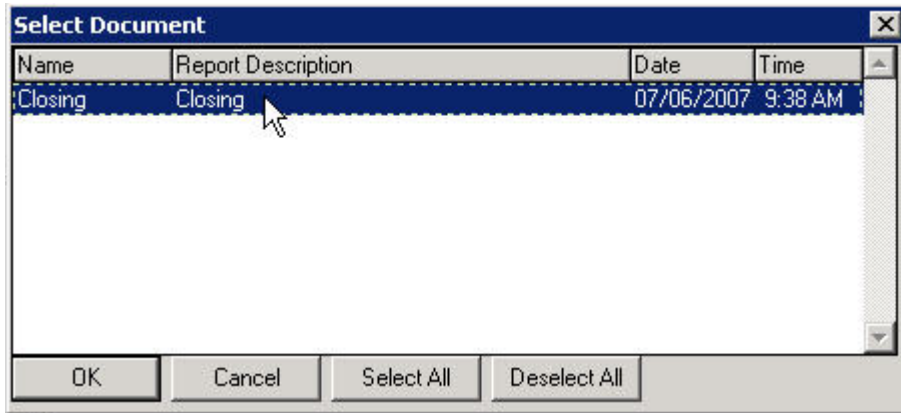 Select Document
Name Report Description Date Time
Closing Closing 07/06/2007 9:38 AM
OK Cancel Select All Deselect All